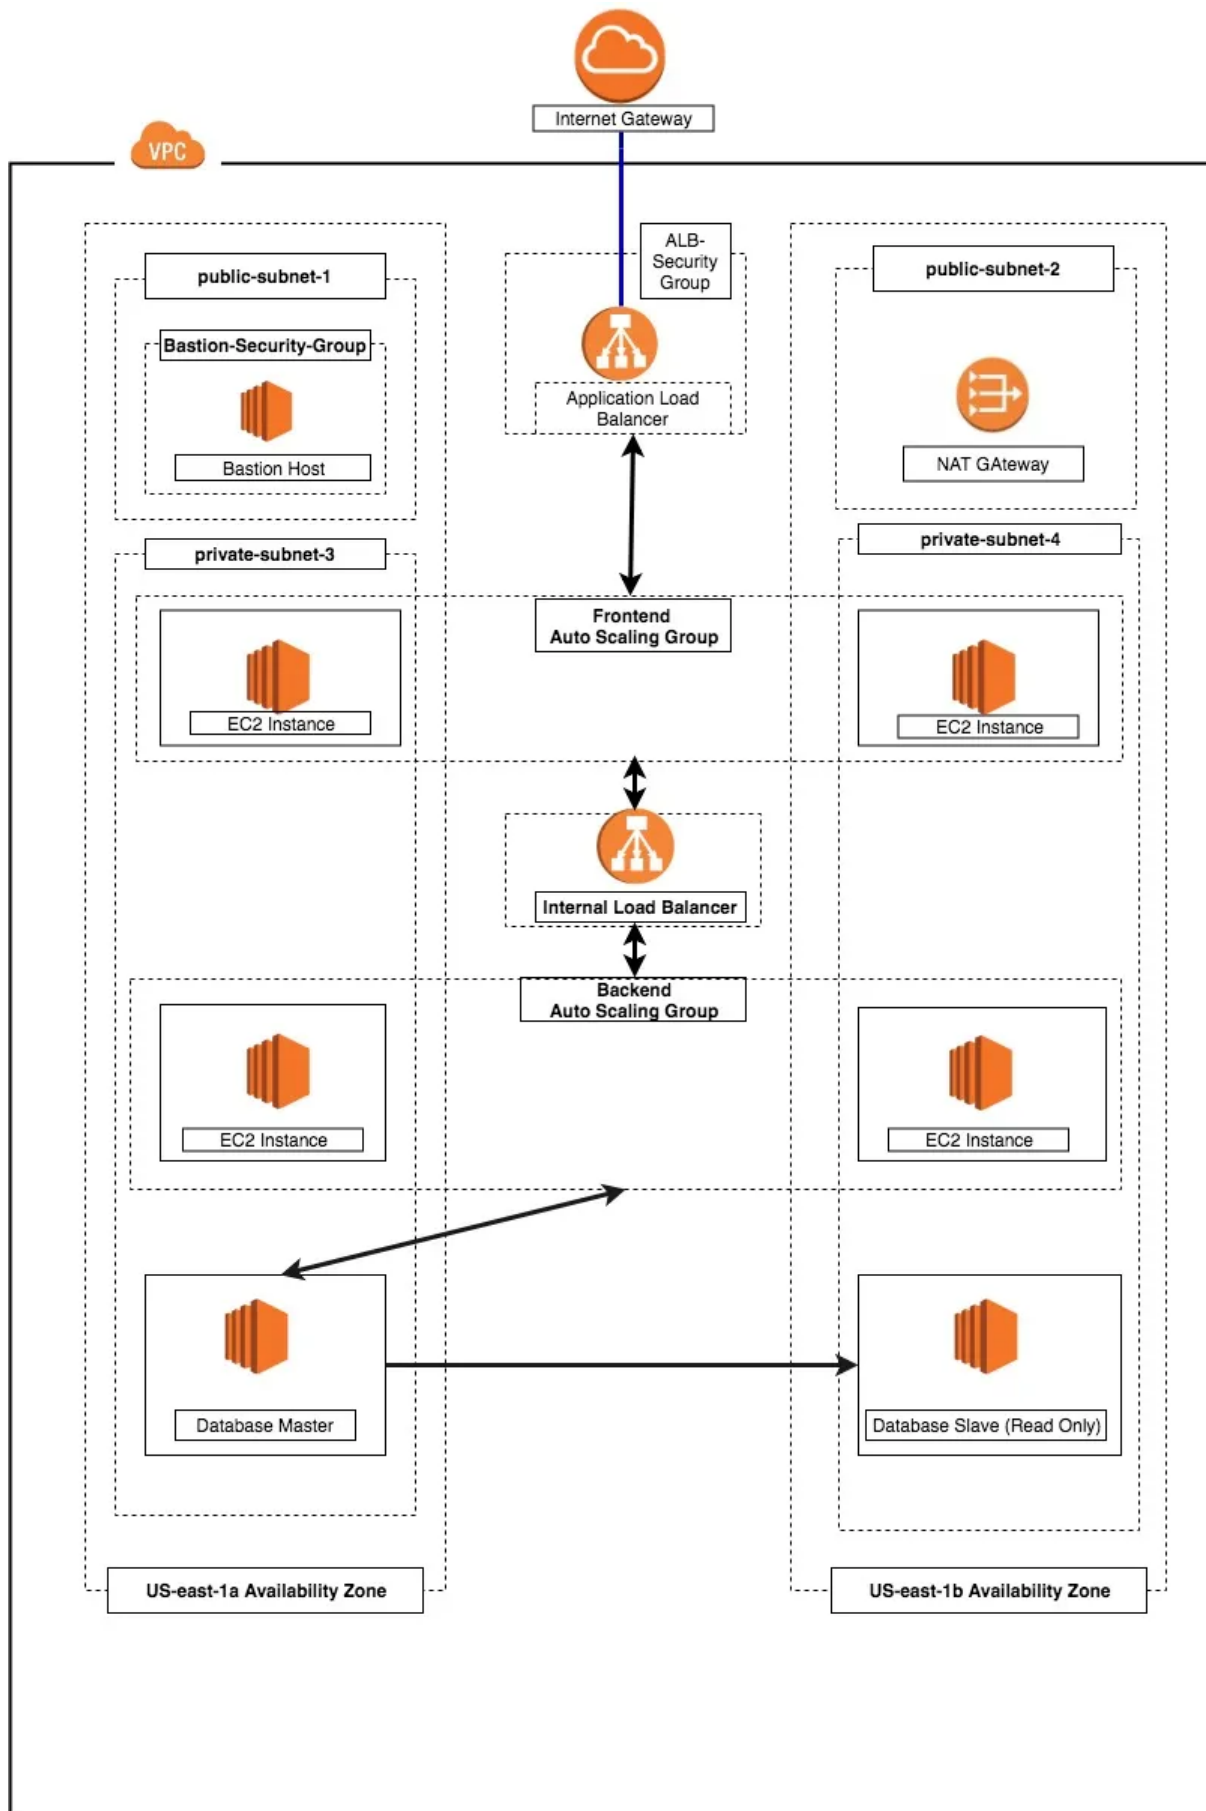 Internet Gateway
VPC
ALB-
Security
Group
public-subnet-1
public-subnet-2
Bastion-Security-Group
Application Load
Balancer
Bastion Host
NAT GAteway
private-subnet-3
private-subnet-4
Frontend
Auto Scaling Group
EC2 Instance
EC2 Instance
Internal Load Balancer
Backend
Auto Scaling Group
EC2 Instance
EC2 Instance
Database Master
Database Slave (Read Only)
US-east-1a Availability Zone
US-east-1b Availability Zone